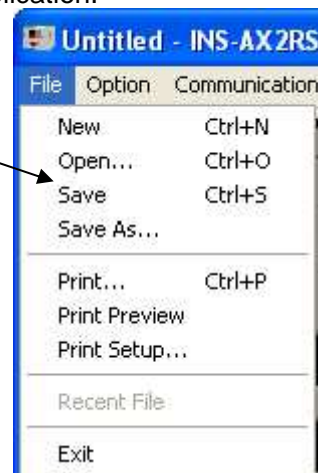 Untitled - INS-AX2RS
File Option Communication
New Ctrl+N
Open... Ctrl+O
Save Ctrl+S
Save As...
Print... Ctrl+P
Print Preview
Print Setup...
Recent File
Exit